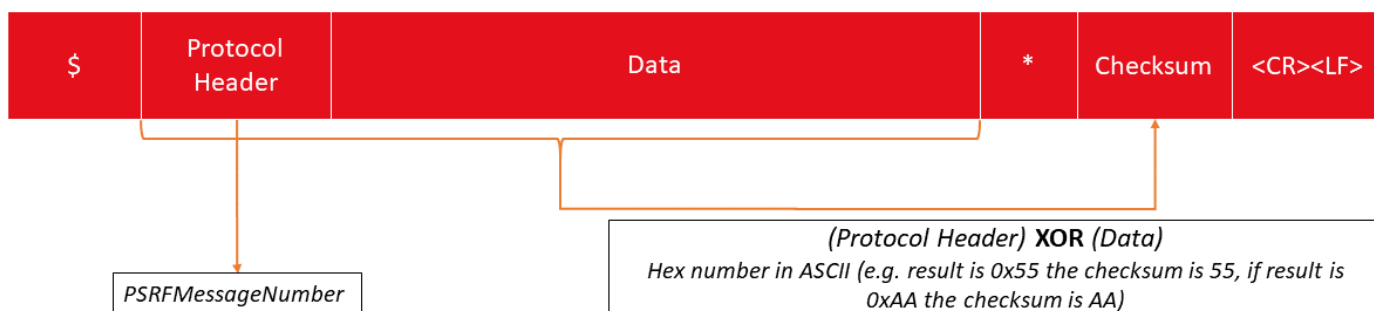 $
Protocol
Header
Data
*
Checksum
<CR><LF>
(Protocol Header) XOR (Data)
Hex number in ASCII (e.g. result is 0x55 the checksum is 55, if result is
0xAA the checksum is AA)
PSRFMessageNumber